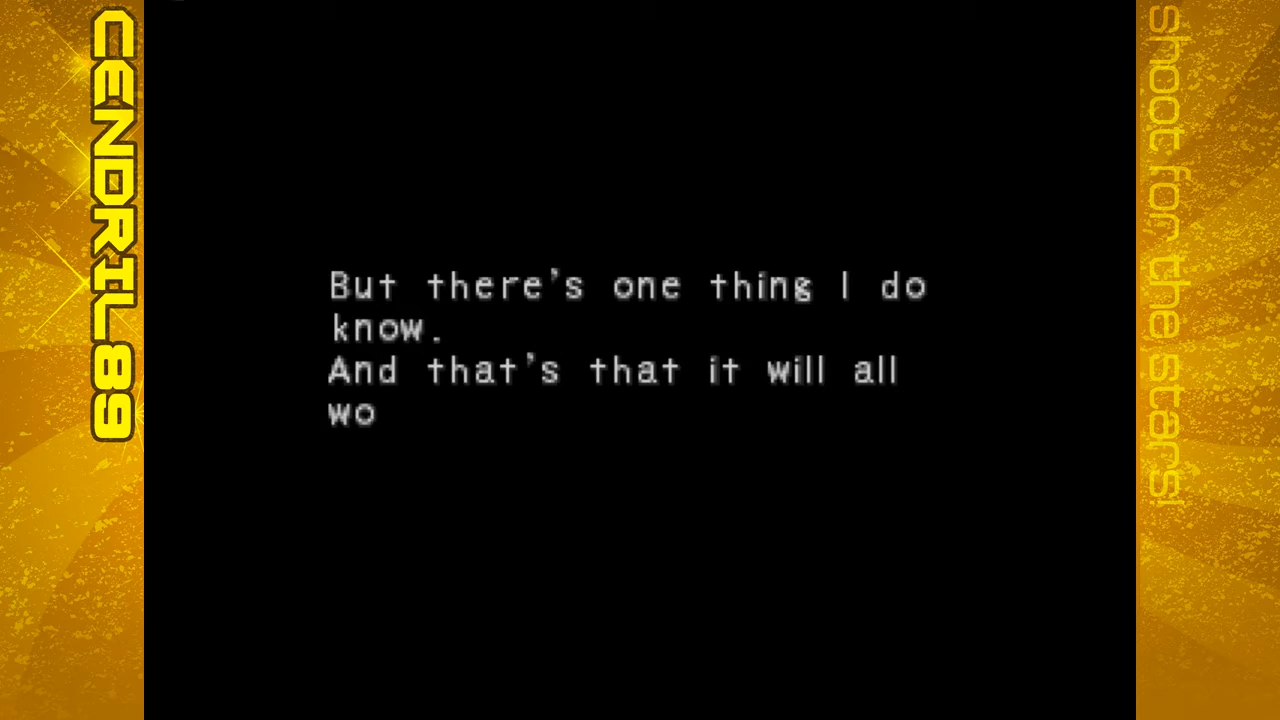 CENDRIL89
But there's one thing I do
know.
And that's that it will all
wo
shoot for the stars!